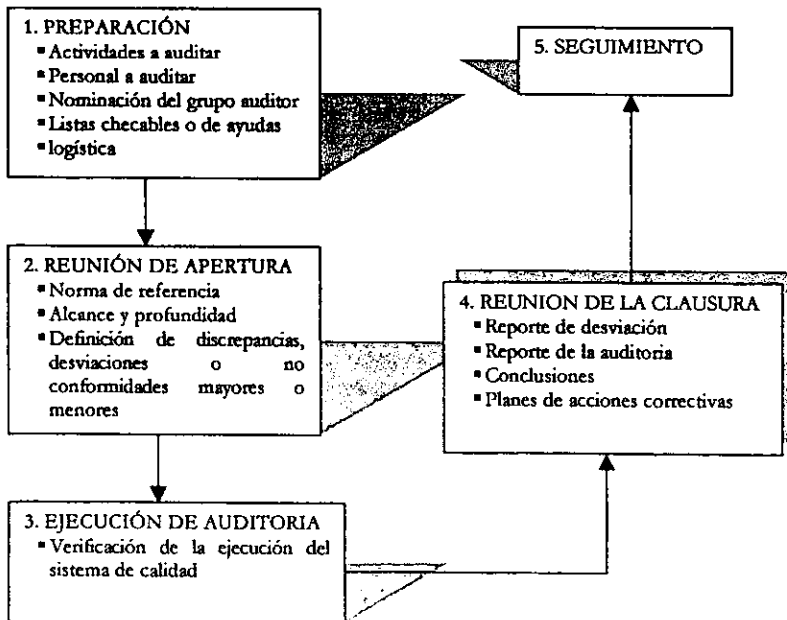 1. PREPARACIÓN
▪ Actividades a auditar
▪ Personal a auditar
▪ Nominación del grupo auditor
▪ Listas checables o de ayudas
▪ logística
2. REUNIÓN DE APERTURA
▪ Norma de referencia
▪ Alcance y profundidad
▪ Definición de discrepancias,
desviaciones o no
conformidades mayores o
menores
3. EJECUCIÓN DE AUDITORIA
▪ Verificación de la ejecución del
sistema de calidad
4. REUNION DE LA CLAUSURA
▪ Reporte de desviación
▪ Reporte de la auditoria
▪ Conclusiones
▪ Planes de acciones correctivas
5. SEGUIMIENTO